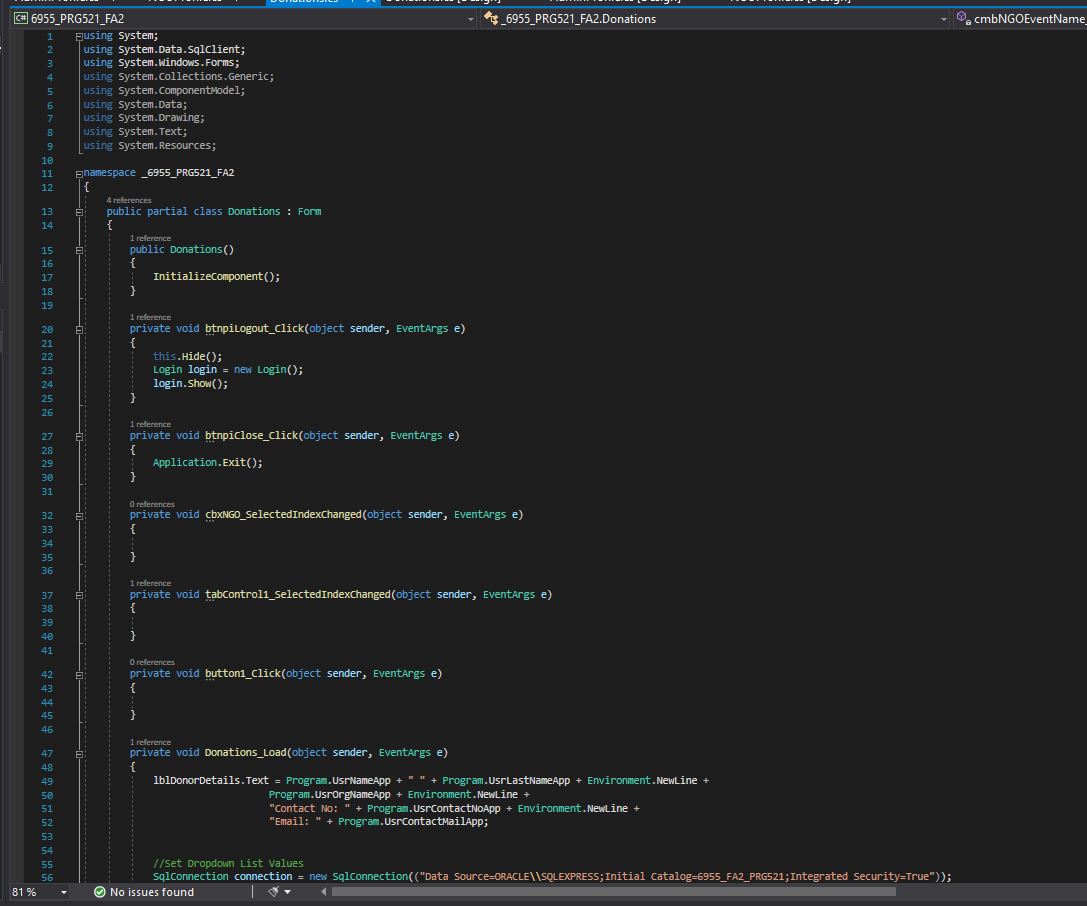 6955_PRG521_FA2
_6955_PRG521_FA2.Donations
cmbNGOEventName_
1 using System;
2 using System.Data.SqlClient;
3 using System.Windows.Forms;
4 using System.Collections.Generic;
5 using System.ComponentModel;
6 using System.Data;
7 using System.Drawing;
8 using System.Text;
9 using System.Resources;
10
11 namespace _6955_PRG521_FA2
12 {
4 references
13 public partial class Donations : Form
14 {
1 reference
15 public Donations()
16 {
17 InitializeComponent();
18 }
19
1 reference
20 private void btnpiLogout_Click(object sender, EventArgs e)
21 {
22 this.Hide();
23 Login login = new Login();
24 login.Show();
25 }
26
1 reference
27 private void btnpiClose_Click(object sender, EventArgs e)
28 {
29 Application.Exit();
30 }
31
0 references
32 private void cbxNGO_SelectedIndexChanged(object sender, EventArgs e)
33 {
34
35 }
36
1 reference
37 private void tabControl1_SelectedIndexChanged(object sender, EventArgs e)
38 {
39
40 }
41
0 references
42 private void button1_Click(object sender, EventArgs e)
43 {
44
45 }
46
1 reference
47 private void Donations_Load(object sender, EventArgs e)
48 {
49 lblDonorDetails.Text = Program.UsrNameApp + " " + Program.UsrLastNameApp + Environment.NewLine +
50 Program.UsrOrgNameApp + Environment.NewLine +
51 "Contact No: " + Program.UsrContactNoApp + Environment.NewLine +
52 "Email: " + Program.UsrContactMailApp;
53
54
55 //Set Dropdown List Values
56 SqlConnection connection = new SqlConnection(("Data Source=ORACLE\\SQLEXPRESS;Initial Catalog=6955_FA2_PRG521;Integrated Security=True"));
81 %
No issues found